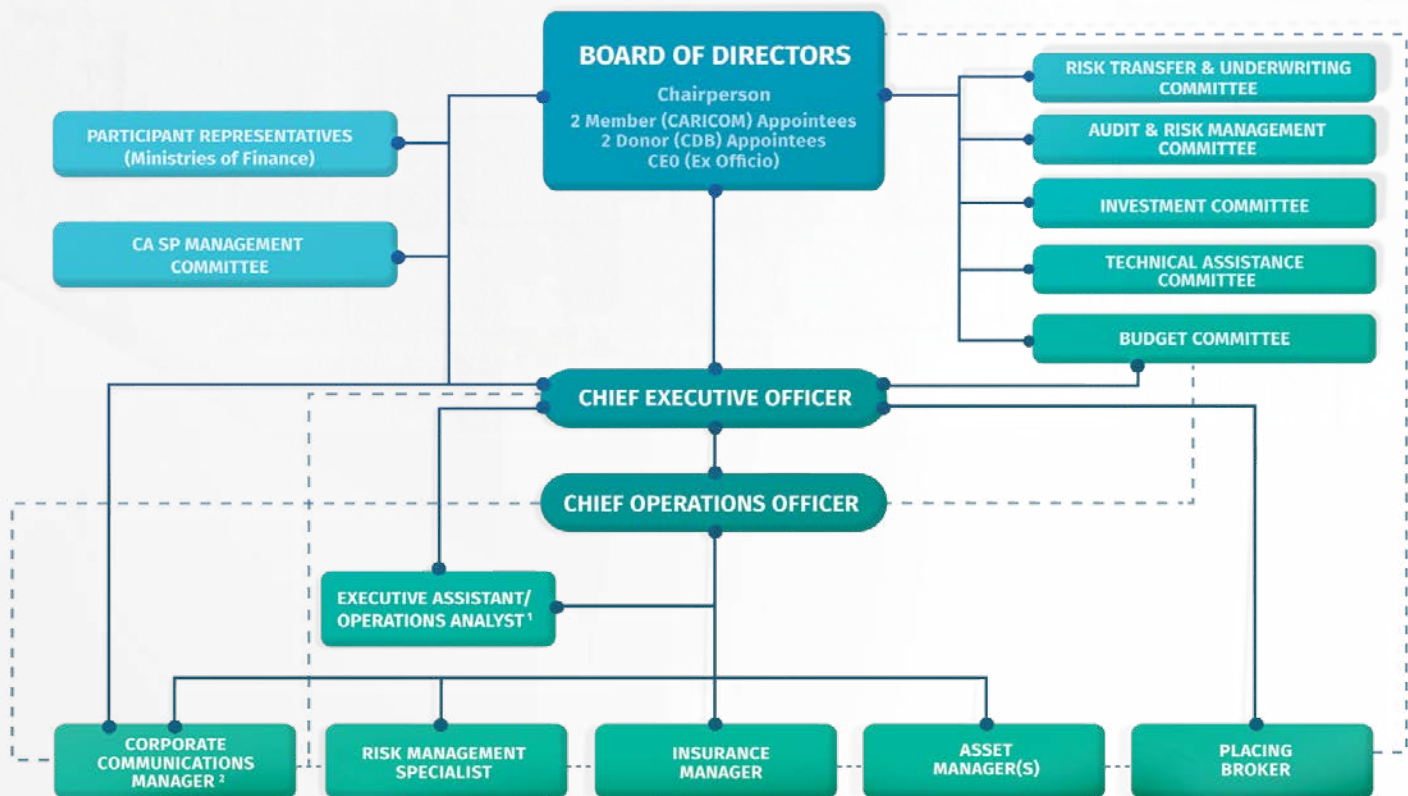 BOARD OF DIRECTORS
Chairperson
2 Member (CARICOM) Appointees
2 Donor (CDB) Appointees
CEO (Ex Officio)
PARTICIPANT REPRESENTATIVES
(Ministries of Finance)
CA SP MANAGEMENT
COMMITTEE
RISK TRANSFER & UNDERWRITING
COMMITTEE
AUDIT & RISK MANAGEMENT
COMMITTEE
INVESTMENT COMMITTEE
TECHNICAL ASSISTANCE
COMMITTEE
BUDGET COMMITTEE
CHIEF EXECUTIVE OFFICER
CHIEF OPERATIONS OFFICER
EXECUTIVE ASSISTANT/
OPERATIONS ANALYST ¹
CORPORATE
COMMUNICATIONS
MANAGER ²
RISK MANAGEMENT
SPECIALIST
INSURANCE
MANAGER
ASSET
MANAGER(S)
PLACING
BROKER